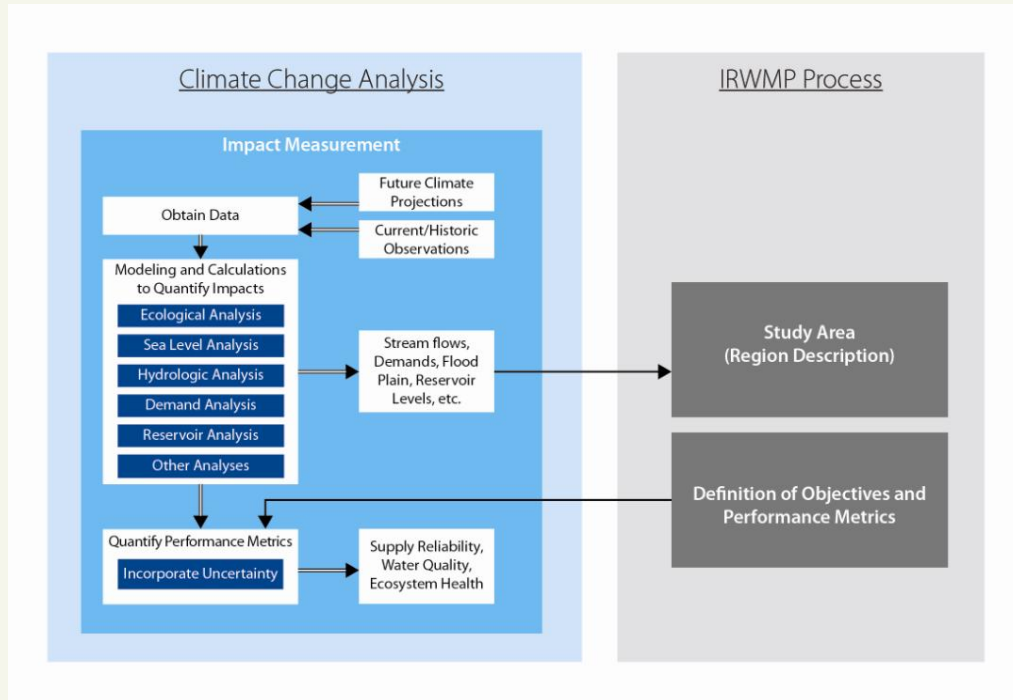 Climate Change Analysis
Impact Measurement
Obtain Data
Future Climate
Projections
Current/Historic
Observations
Modeling and Calculations
to Quantify Impacts
Ecological Analysis
Sea Level Analysis
Hydrologic Analysis
Demand Analysis
Reservoir Analysis
Other Analyses
Stream flows,
Demands, Flood
Plain, Reservoir
Levels, etc.
Quantify Performance Metrics
Incorporate Uncertainty
Supply Reliability,
Water Quality,
Ecosystem Health
IRWMP Process
Study Area
(Region Description)
Definition of Objectives and
Performance Metrics